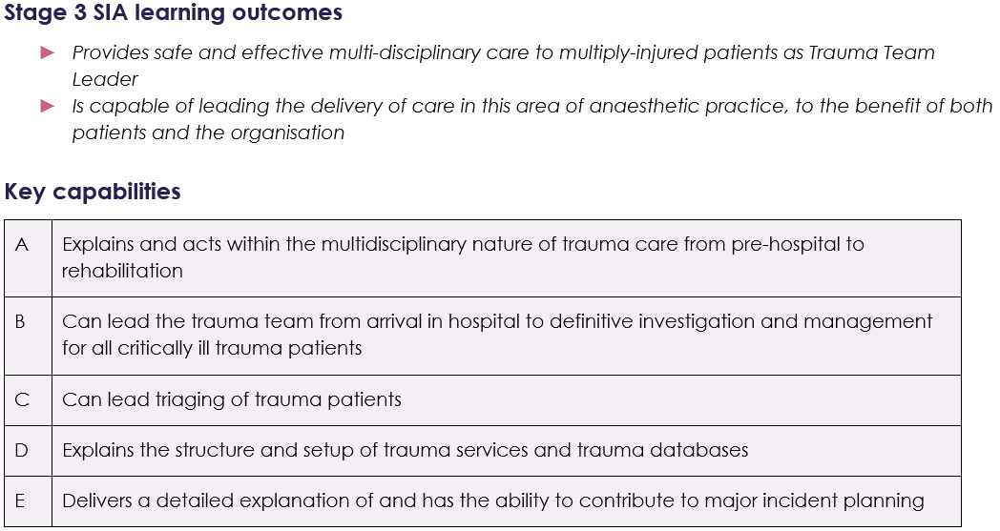 Stage 3 SIA learning outcomes
► Provides safe and effective multi-disciplinary care to multiply-injured patients as Trauma Team
Leader
► Is capable of leading the delivery of care in this area of anaesthetic practice, to the benefit of both
patients and the organisation
Key capabilities
A Explains and acts within the multidisciplinary nature of trauma care from pre-hospital to
rehabilitation
B Can lead the trauma team from arrival in hospital to definitive investigation and management
for all critically ill trauma patients
C Can lead triaging of trauma patients
D Explains the structure and setup of trauma services and trauma databases
E Delivers a detailed explanation of and has the ability to contribute to major incident planning